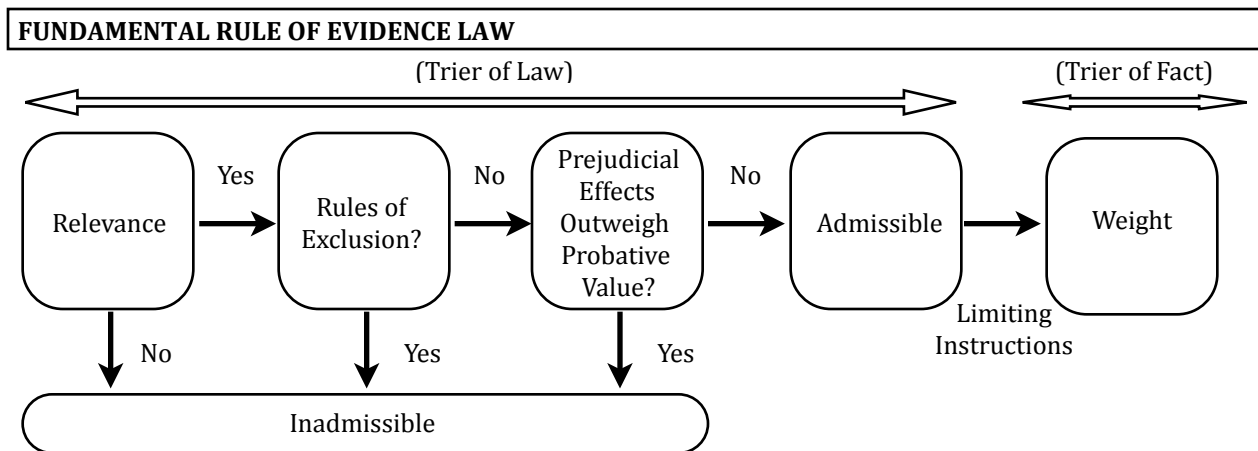 FUNDAMENTAL RULE OF EVIDENCE LAW
(Trier of Law)
(Trier of Fact)
Relevance
Yes
Rules of
Exclusion?
No
Prejudicial
Effects
Outweigh
Probative
Value?
No
Admissible
Weight
Limiting
Instructions
No
Yes
Yes
Inadmissible